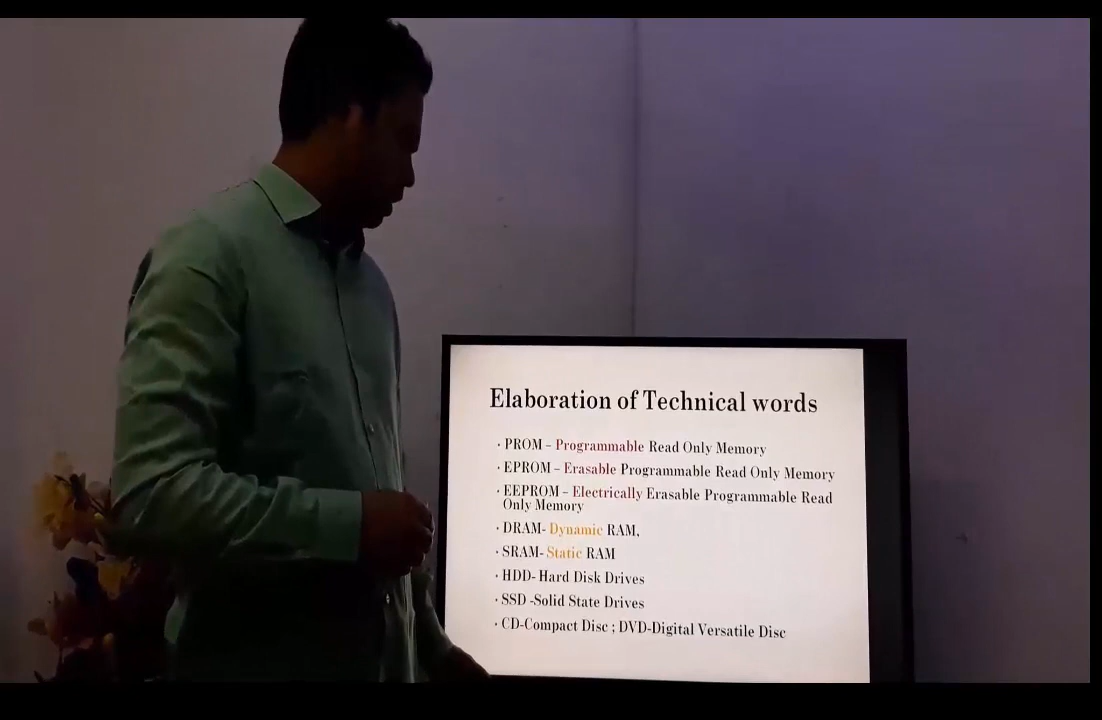 Elaboration of Technical words
· PROM – Programmable Read Only Memory
· EPROM – Erasable Programmable Read Only Memory
· EEPROM – Electrically Erasable Programmable Read
Only Memory
· DRAM- Dynamic RAM,
· SRAM- Static RAM
· HDD- Hard Disk Drives
· SSD -Solid State Drives
· CD-Compact Disc ; DVD-Digital Versatile Disc